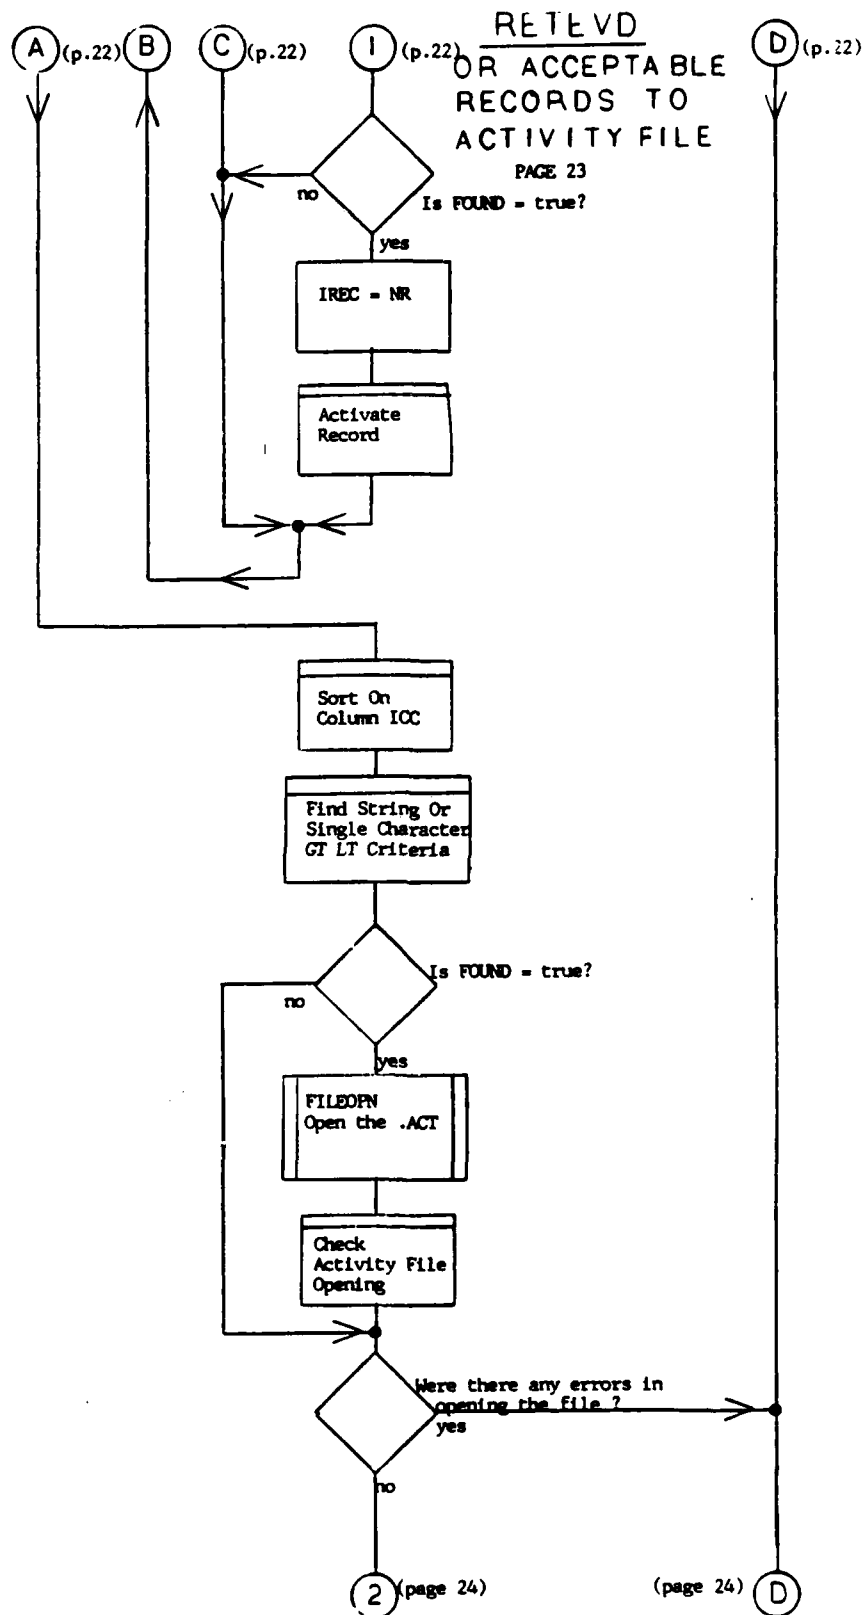 A (p.22) B C (p.22) 1 (p.22) RETEVD D (p.22)
OR ACCEPTABLE
RECORDS TO
ACTIVITY FILE
PAGE 23
no
Is FOUND = true?
yes
IREC = NR
Activate
Record
Sort On
Column ICC
Find String Or
Single Character
GT LT Criteria
Is FOUND = true?
no
yes
FILEOPN
Open the .ACT
Check
Activity File
Opening
Were there any errors in
opening the file ?
yes
no
2 (page 24) (page 24) D